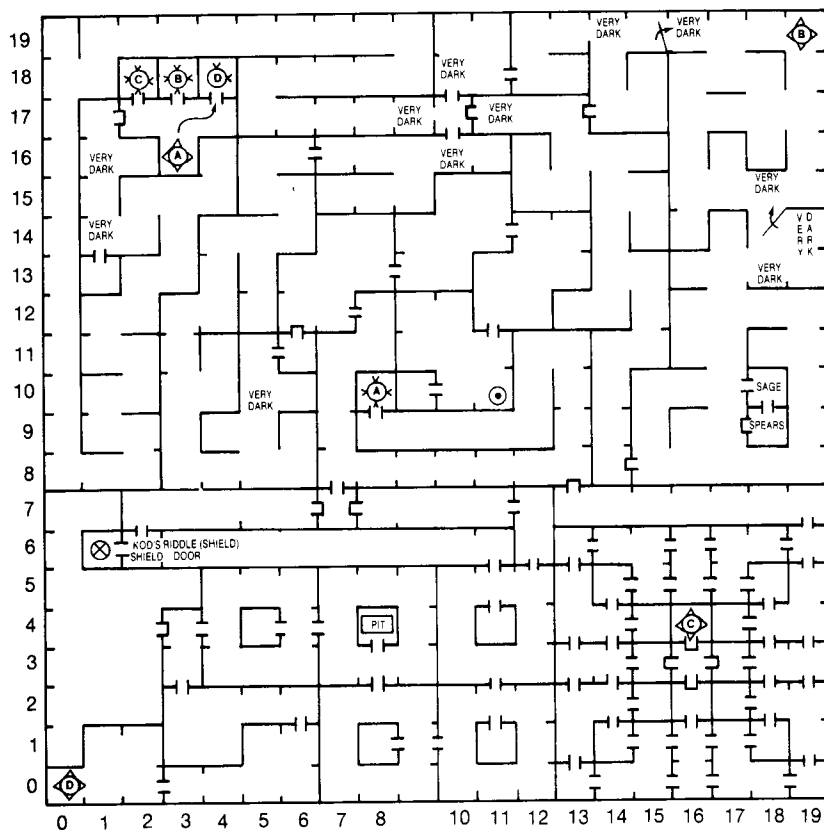 19
VERY
DARK
VERY
DARK
B
18
C
B
D
VERY
DARK
VERY
DARK
17
VERY
DARK
VERY
DARK
16
A
VERY
DARK
VERY
DARK
15
VERY
DARK
14
VERY
DARK
VERY
DARK
13
VERY
DARK
12
11
10
VERY
DARK
A
SAGE
9
SPEARS
8
7
6
KOD'S RIDDLE (SHIELD)
SHIELD DOOR
5
4
PIT
C
3
2
1
0
D
0 1 2 3 4 5 6 7 8 9 10 11 12 13 14 15 16 17 18 19